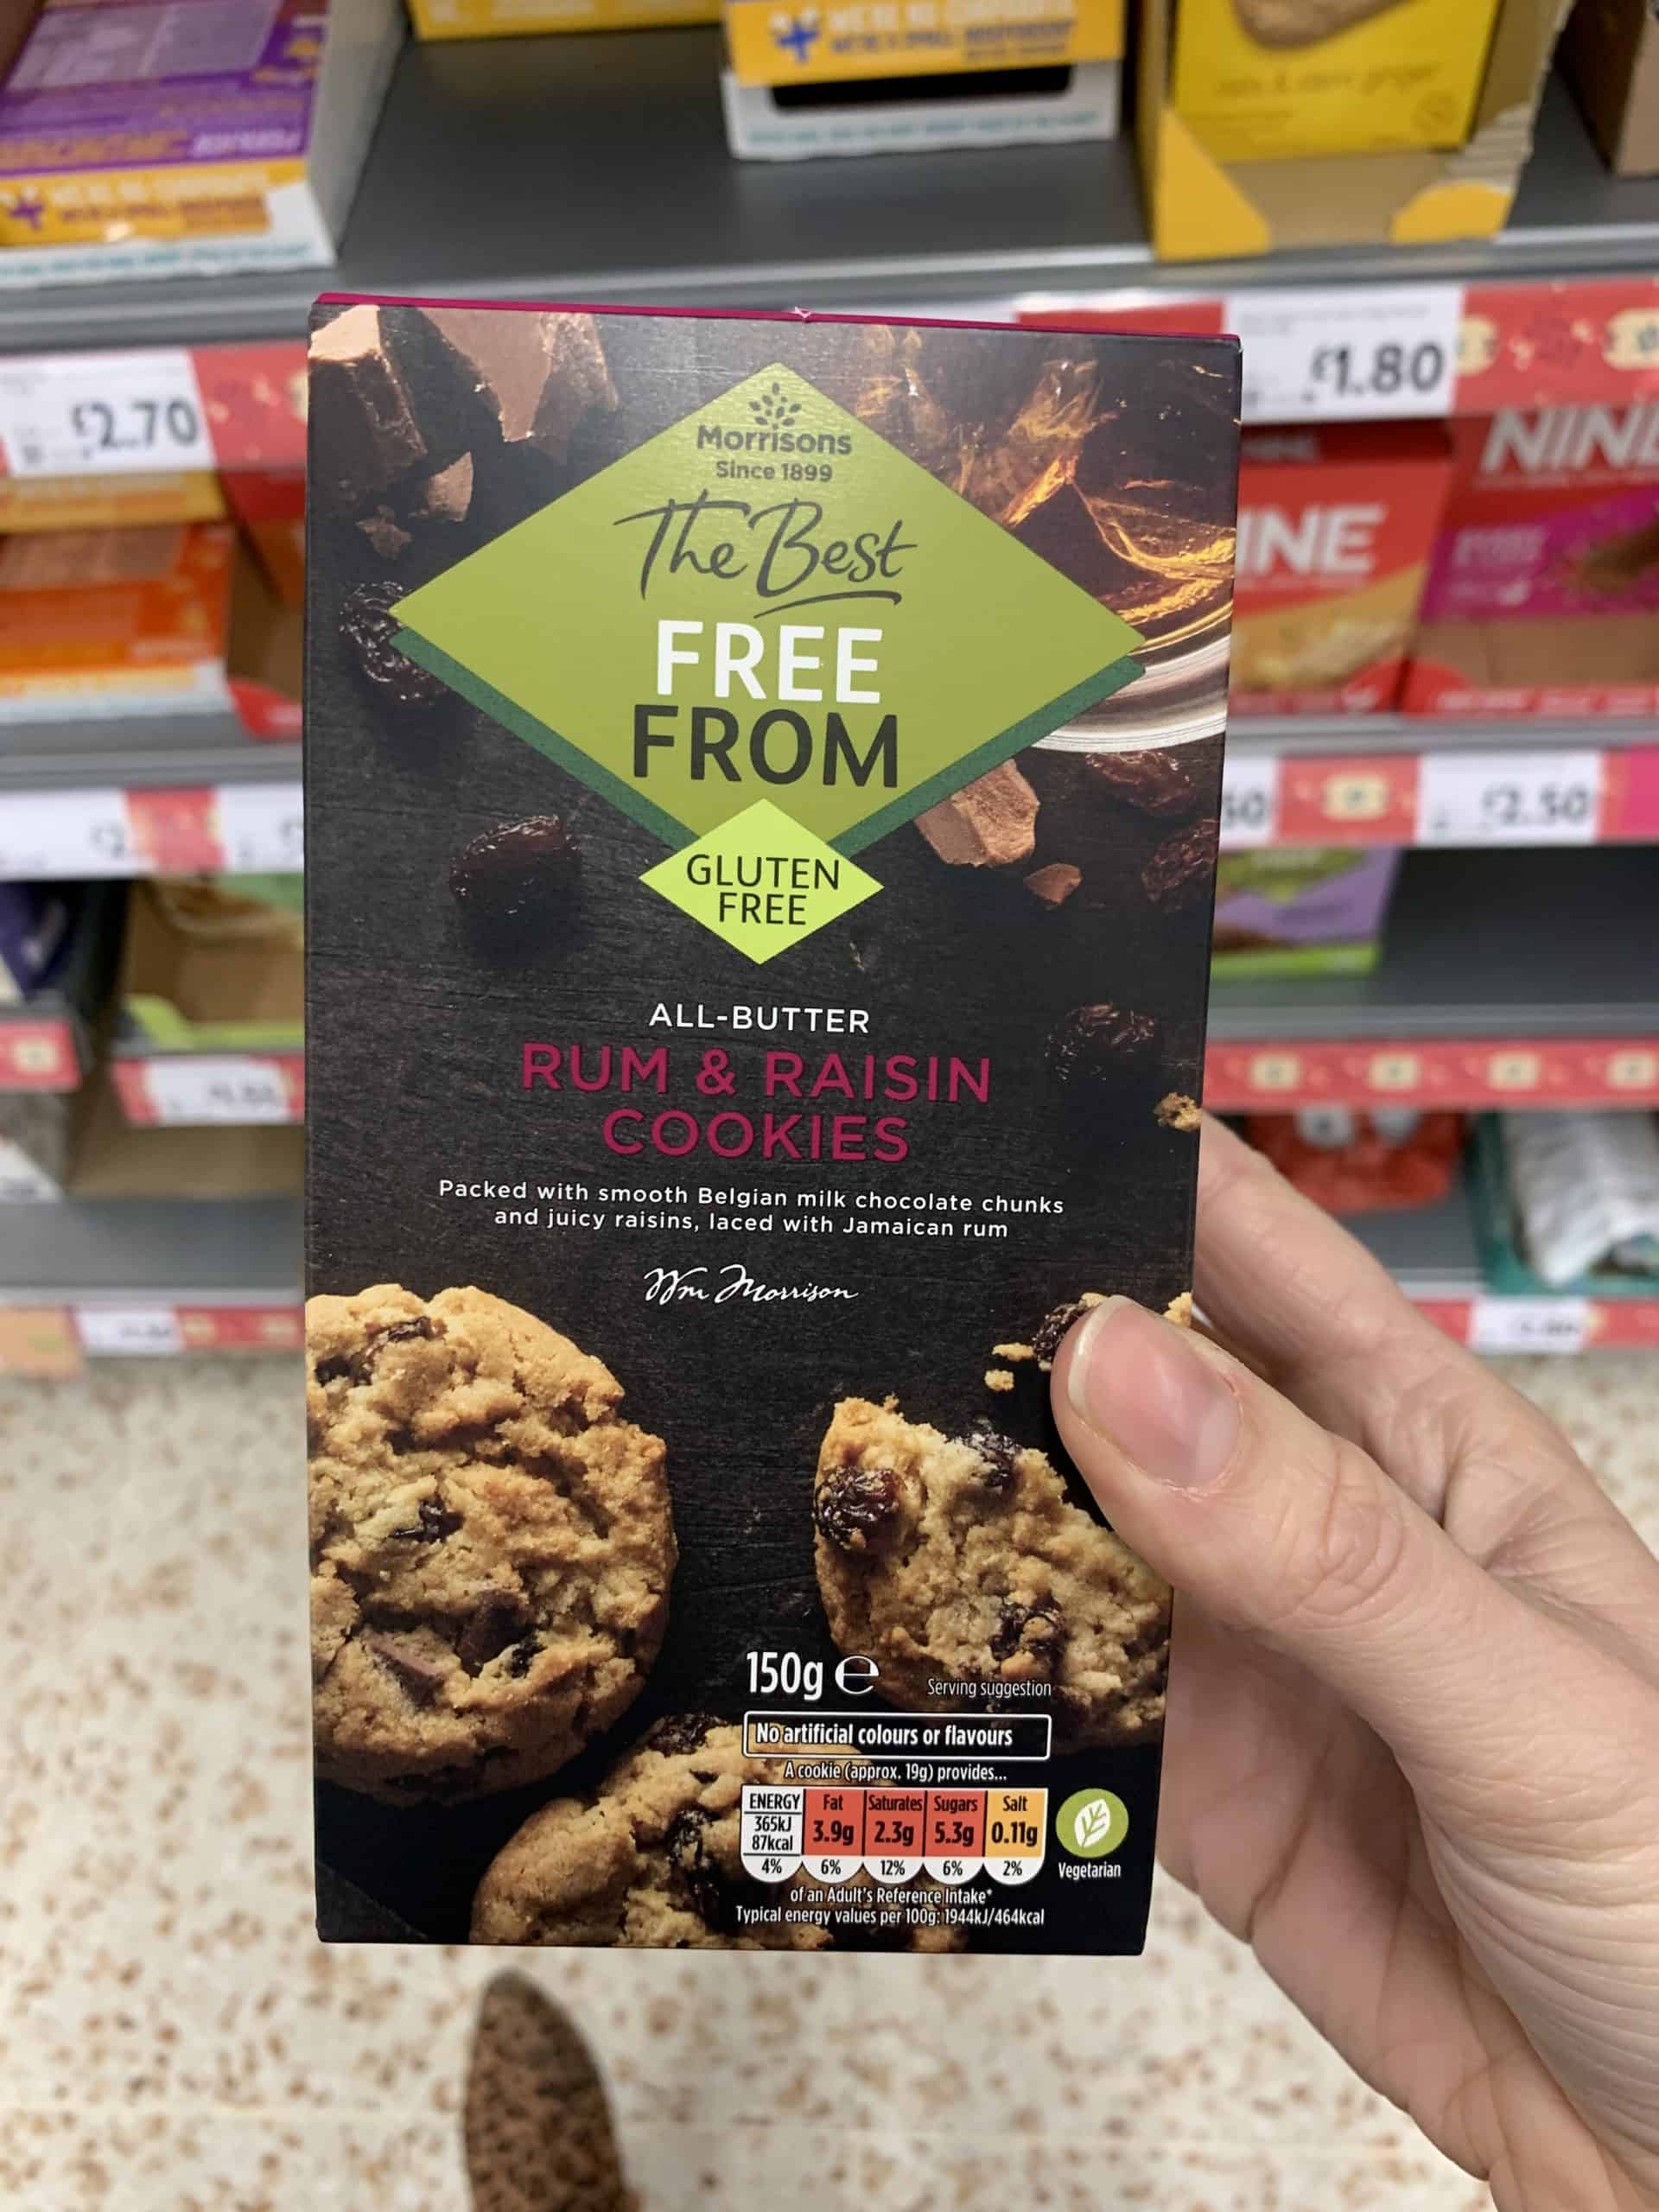 £2.70
£1.80
NINE
INE
£2.50
Morrisons
Since 1899
The Best
FREE
FROM
GLUTEN
FREE
ALL-BUTTER
RUM & RAISIN
COOKIES
Packed with smooth Belgian milk chocolate chunks
and juicy raisins, laced with Jamaican rum
Wm Morrison
150g e
Serving suggestion
No artificial colours or flavours
A cookie (approx. 19g) provides...
ENERGY Fat Saturates Sugars Salt
365kJ
87kcal 3.9g 2.3g 5.3g 0.11g
4% 6% 12% 6% 2%
Vegetarian
of an Adult's Reference Intake*
Typical energy values per 100g: 1944kJ/464kcal